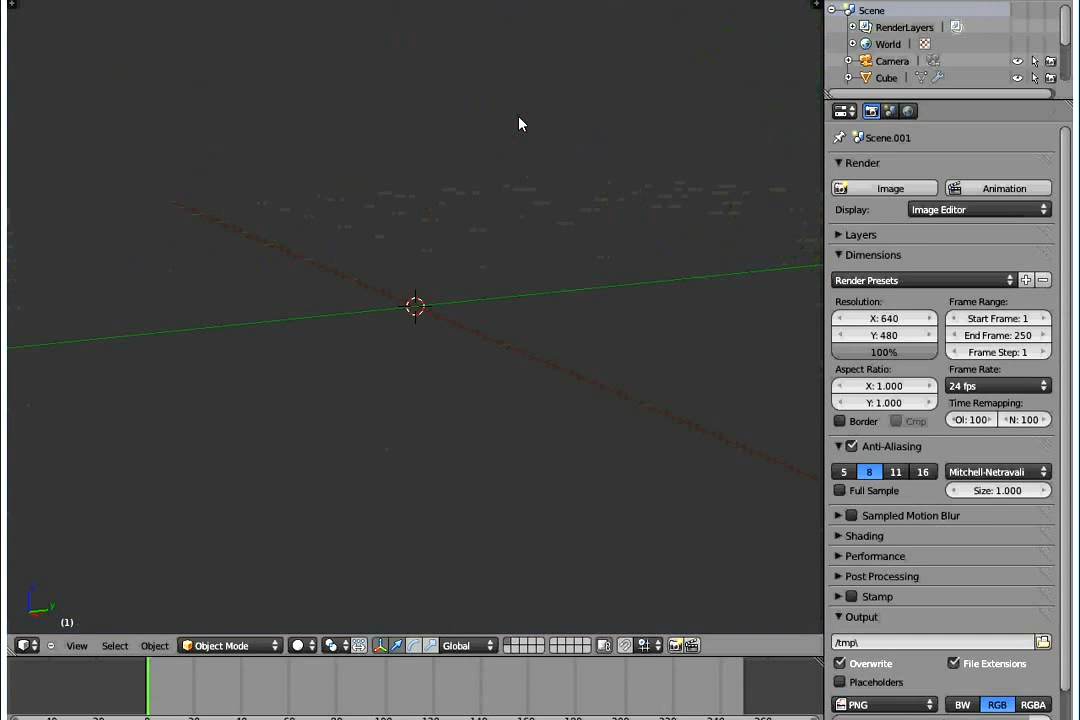 Scene
RenderLayers
World
Camera
Cube
Scene.001
Render
Image
Animation
Display:
Image Editor
Layers
Dimensions
Render Presets
Resolution:
Frame Range:
X: 640
Start Frame: 1
Y: 480
End Frame: 250
100%
Frame Step: 1
Aspect Ratio:
Frame Rate:
X: 1.000
24 fps
Y: 1.000
Time Remapping:
Border
Crop
Ol: 100
N: 100
Anti-Aliasing
5 8 11 16
Mitchell-Netravali
Full Sample
Size: 1.000
Sampled Motion Blur
Shading
Performance
Post Processing
Stamp
Output
/tmp\
Overwrite
File Extensions
Placeholders
PNG
BW RGB RGBA
y
(1)
View Select Object
Object Mode
Global